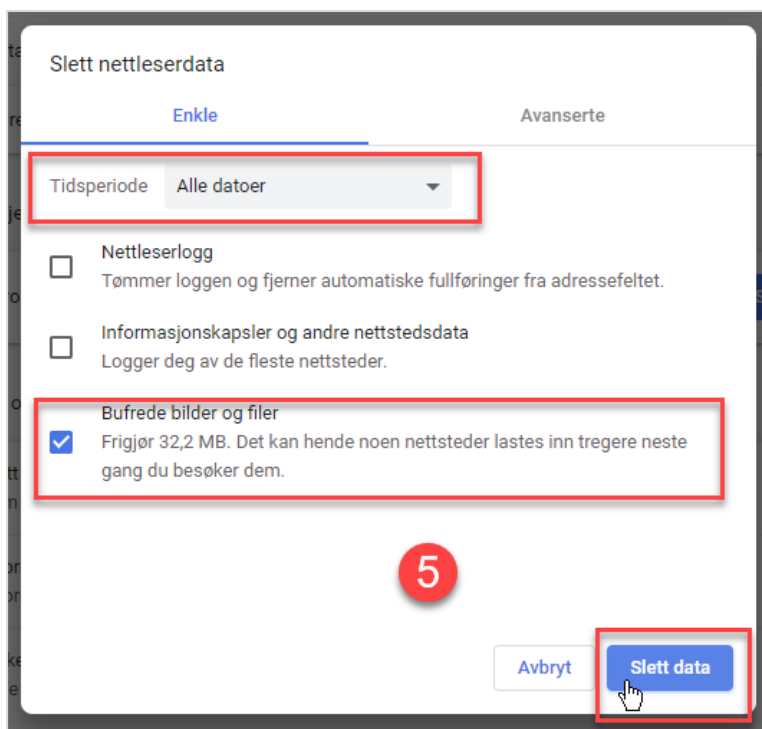 Slett nettleserdata
Enkle Avanserte
Tidsperiode Alle datoer
Nettleserlogg
Tømmer loggen og fjerner automatiske fullføringer fra adressefeltet.
Informasjonskapsler og andre nettstedsdata
Logger deg av de fleste nettsteder.
Bufrede bilder og filer
Frigjør 32,2 MB. Det kan hende noen nettsteder lastes inn tregere neste
gang du besøker dem.
5
Avbryt Slett data